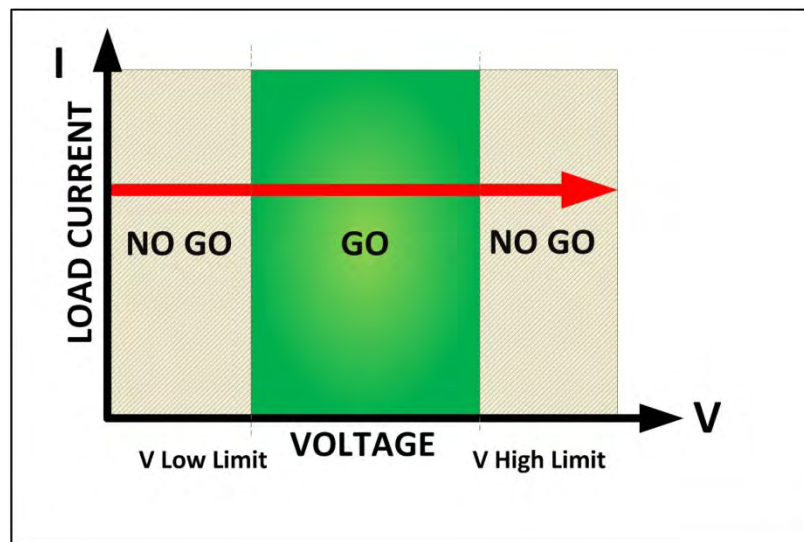 I
LOAD CURRENT
NO GO
GO
NO GO
V
VOLTAGE
V Low Limit
V High Limit